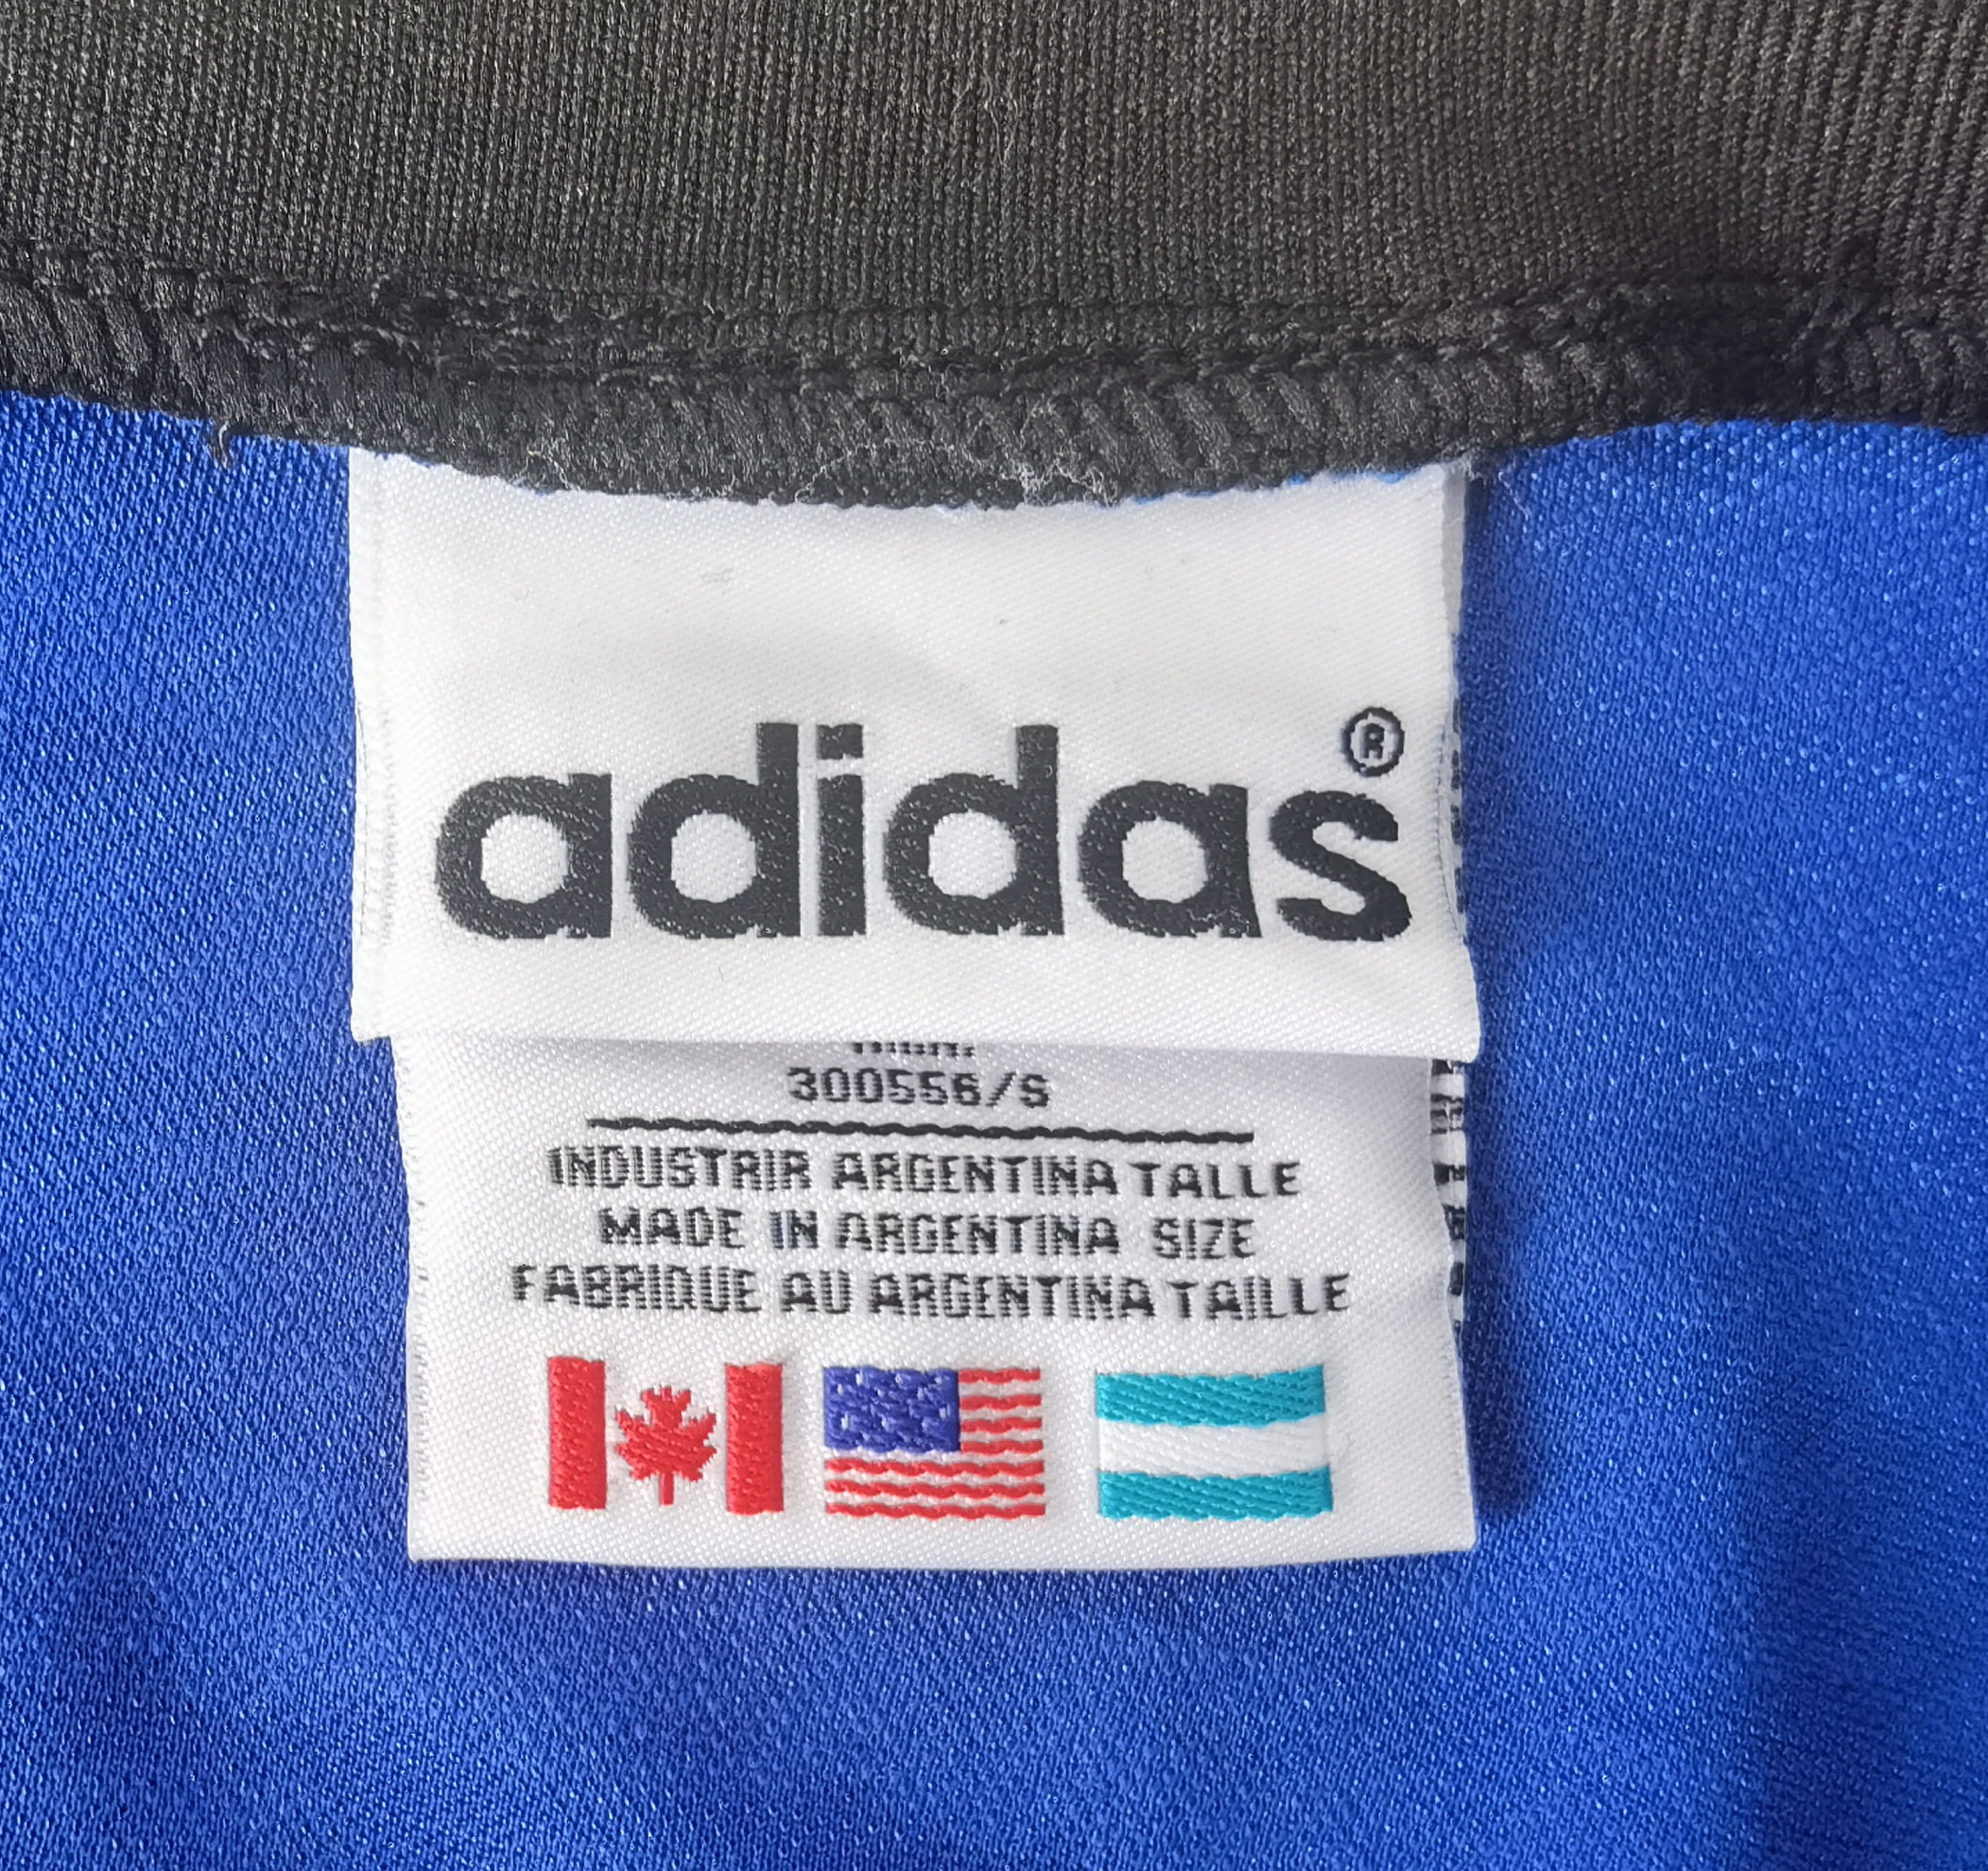 adidas®
300556/S
INDUSTRIR ARGENTINA TALLE
MADE IN ARGENTINA SIZE
FABRIQUE AU ARGENTINA TAILLE